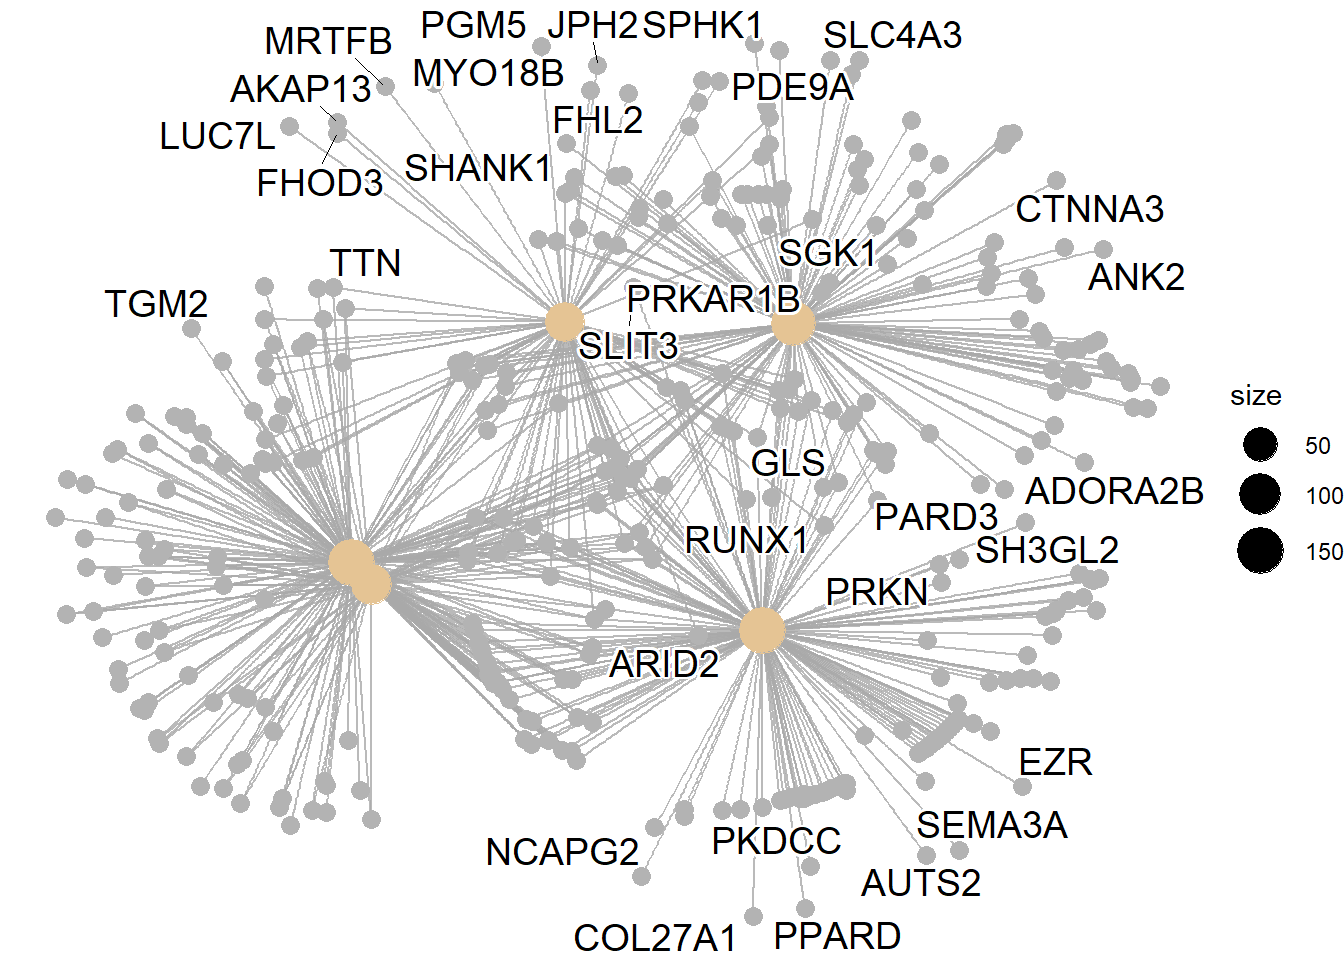 PGM5
JPH2
SPHK1
SLC4A3
MRTFB
MYO18B
PDE9A
AKAP13
FHL2
LUC7L
SHANK1
FHOD3
CTNNA3
TTN
SGK1
ANK2
TGM2
PRKAR1B
SLIT3
size
50
100
150
GLS
ADORA2B
PARD3
RUNX1
SH3GL2
PRKN
ARID2
EZR
SEMA3A
PKDCC
NCAPG2
AUTS2
COL27A1
PPARD